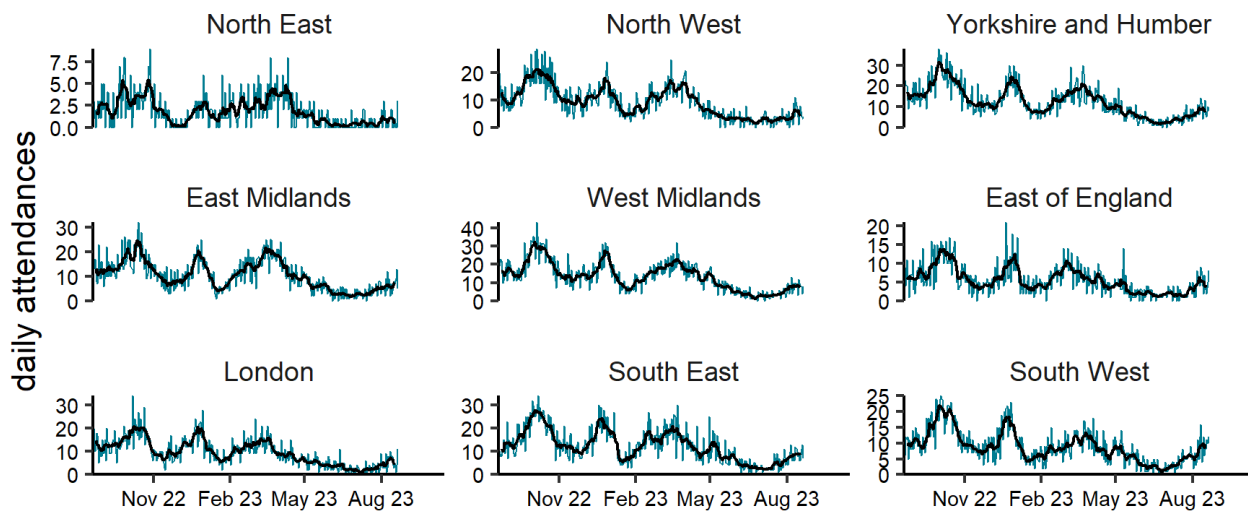 North East North West Yorkshire and Humber
7.5 5.0 2.5 0.0
20 10 0
30 20 10 0
daily attendances
East Midlands West Midlands East of England
30 20 10 0
40 30 20 10 0
20 15 10 5 0
London South East South West
30 20 10 0
30 20 10 0
25 20 15 10 5 0
Nov 22 Feb 23 May 23 Aug 23 Nov 22 Feb 23 May 23 Aug 23 Nov 22 Feb 23 May 23 Aug 23